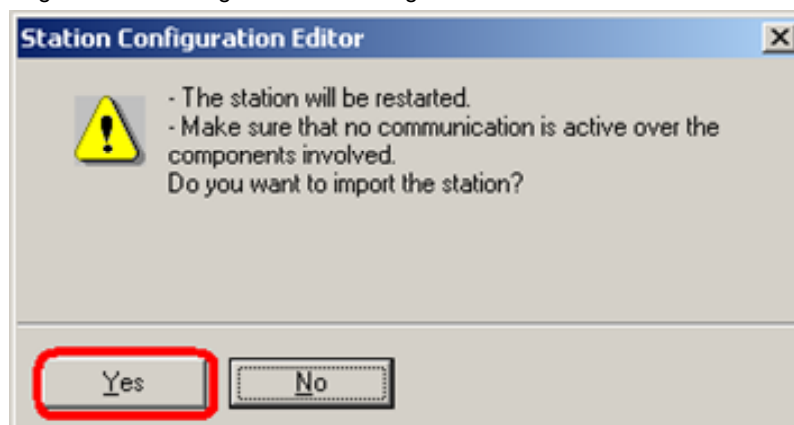 Station Configuration Editor
- The station will be restarted.
- Make sure that no communication is active over the
components involved.
Do you want to import the station?
Yes No